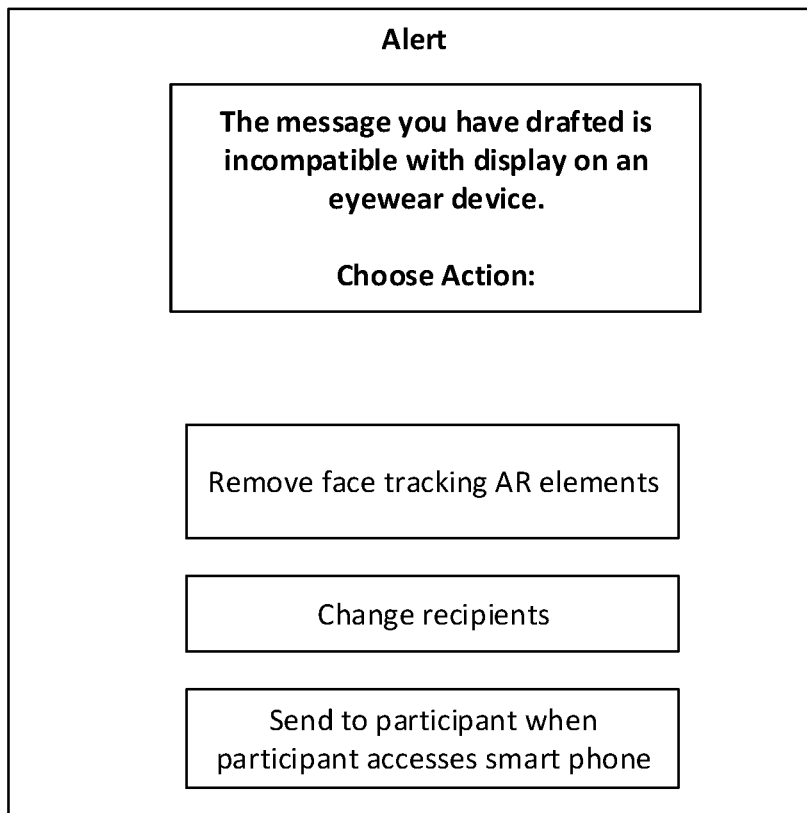 Alert
The message you have drafted is
incompatible with display on an
eyewear device.
Choose Action:
Remove face tracking AR elements
Change recipients
Send to participant when
participant accesses smart phone